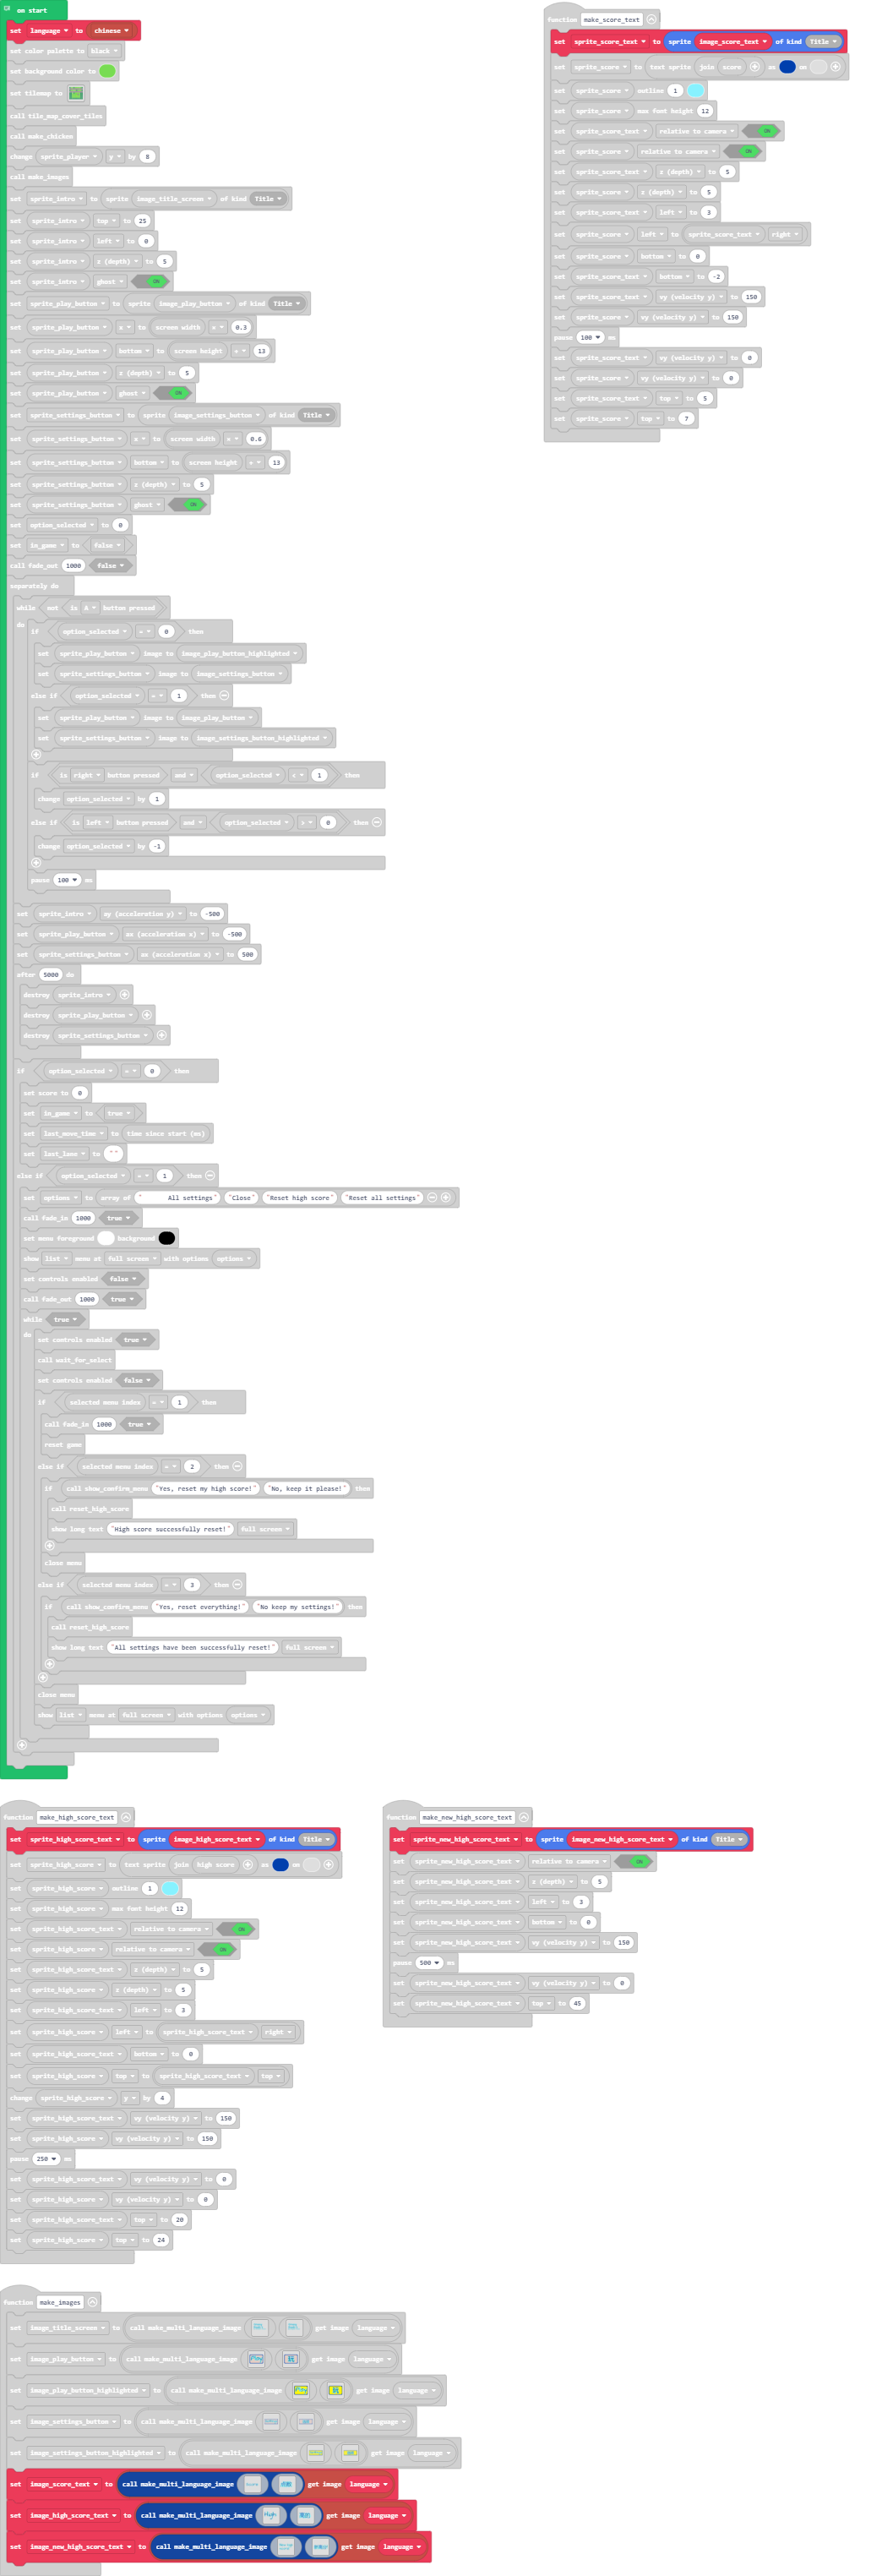 on start
set language to chinese
set color palette to black
set background color to
set tilemap to
call tile_map_cover_tiles
call make_chicken
change sprite_player y by 8
call make_images
set sprite_intro to sprite image_title_screen of kind Title
set sprite_intro top to 25
set sprite_intro left to 0
set sprite_intro z (depth) to 5
set sprite_intro ghost ON
set sprite_play_button to sprite image_play_button of kind Title
set sprite_play_button x to screen width × 0.3
set sprite_play_button bottom to screen height - 13
set sprite_play_button z (depth) to 5
set sprite_play_button ghost ON
set sprite_settings_button to sprite image_settings_button of kind Title
set sprite_settings_button x to screen width × 0.6
set sprite_settings_button bottom to screen height - 13
set sprite_settings_button z (depth) to 5
set sprite_settings_button ghost ON
set option_selected to 0
set in_game to false
call fade_out 1000 false
separately do
while not is A button pressed
do
if option_selected = 0 then
set sprite_play_button image to image_play_button_highlighted
set sprite_settings_button image to image_settings_button
else if option_selected = 1 then
set sprite_play_button image to image_play_button
set sprite_settings_button image to image_settings_button_highlighted
if is right button pressed and option_selected < 1 then
change option_selected by 1
else if is left button pressed and option_selected > 0 then
change option_selected by -1
pause 100 ms
set sprite_intro ay (acceleration y) to -500
set sprite_play_button ax (acceleration x) to -500
set sprite_settings_button ax (acceleration x) to 500
after 5000 do
destroy sprite_intro
destroy sprite_play_button
destroy sprite_settings_button
if option_selected = 0 then
set score to 0
set in_game to true
set last_move_time to time since start (ms)
set last_lane to " "
else if option_selected = 1 then
set options to array of " All settings" "Close" "Reset high score" "Reset all settings"
call fade_in 1000 true
set menu foreground background
show list menu at full screen with options options
set controls enabled false
call fade_out 1000 true
while true
do
set controls enabled true
call wait_for_select
set controls enabled false
if selected menu index = 1 then
call fade_in 1000 true
reset game
else if selected menu index = 2 then
if call show_confirm_menu "Yes, reset my high score!" "No, keep it please!" then
call reset_high_score
show long text "High score successfully reset!" full screen
close menu
else if selected menu index = 3 then
if call show_confirm_menu "Yes, reset everything!" "No keep my settings!" then
call reset_high_score
show long text "All settings have been successfully reset!" full screen
close menu
show list menu at full screen with options options
function make_score_text
set sprite_score_text to sprite image_score_text of kind Title
set sprite_score to text sprite join score as on
set sprite_score outline 1
set sprite_score max font height 12
set sprite_score_text relative to camera ON
set sprite_score relative to camera ON
set sprite_score_text z (depth) to 5
set sprite_score z (depth) to 5
set sprite_score_text left to 3
set sprite_score left to sprite_score_text right
set sprite_score bottom to 0
set sprite_score_text bottom to -2
set sprite_score_text vy (velocity y) to 150
set sprite_score vy (velocity y) to 150
pause 100 ms
set sprite_score_text vy (velocity y) to 0
set sprite_score vy (velocity y) to 0
set sprite_score_text top to 5
set sprite_score top to 7
function make_high_score_text
set sprite_high_score_text to sprite image_high_score_text of kind Title
set sprite_high_score to text sprite join high score as on
set sprite_high_score outline 1
set sprite_high_score max font height 12
set sprite_high_score_text relative to camera ON
set sprite_high_score relative to camera ON
set sprite_high_score_text z (depth) to 5
set sprite_high_score z (depth) to 5
set sprite_high_score_text left to 3
set sprite_high_score left to sprite_high_score_text right
set sprite_high_score_text bottom to 0
set sprite_high_score top to sprite_high_score_text top
change sprite_high_score y by 4
set sprite_high_score_text vy (velocity y) to 150
set sprite_high_score vy (velocity y) to 150
pause 250 ms
set sprite_high_score_text vy (velocity y) to 0
set sprite_high_score vy (velocity y) to 0
set sprite_high_score_text top to 20
set sprite_high_score top to 24
function make_new_high_score_text
set sprite_new_high_score_text to sprite image_new_high_score_text of kind Title
set sprite_new_high_score_text relative to camera ON
set sprite_new_high_score_text z (depth) to 5
set sprite_new_high_score_text left to 3
set sprite_new_high_score_text bottom to 0
set sprite_new_high_score_text vy (velocity y) to 150
pause 500 ms
set sprite_new_high_score_text vy (velocity y) to 0
set sprite_new_high_score_text top to 45
function make_images
set image_title_screen to call make_multi_language_image get image language
set image_play_button to call make_multi_language_image get image language
set image_play_button_highlighted to call make_multi_language_image get image language
set image_settings_button to call make_multi_language_image get image language
set image_settings_button_highlighted to call make_multi_language_image get image language
set image_score_text to call make_multi_language_image get image language
set image_high_score_text to call make_multi_language_image High get image language
set image_new_high_score_text to call make_multi_language_image get image language